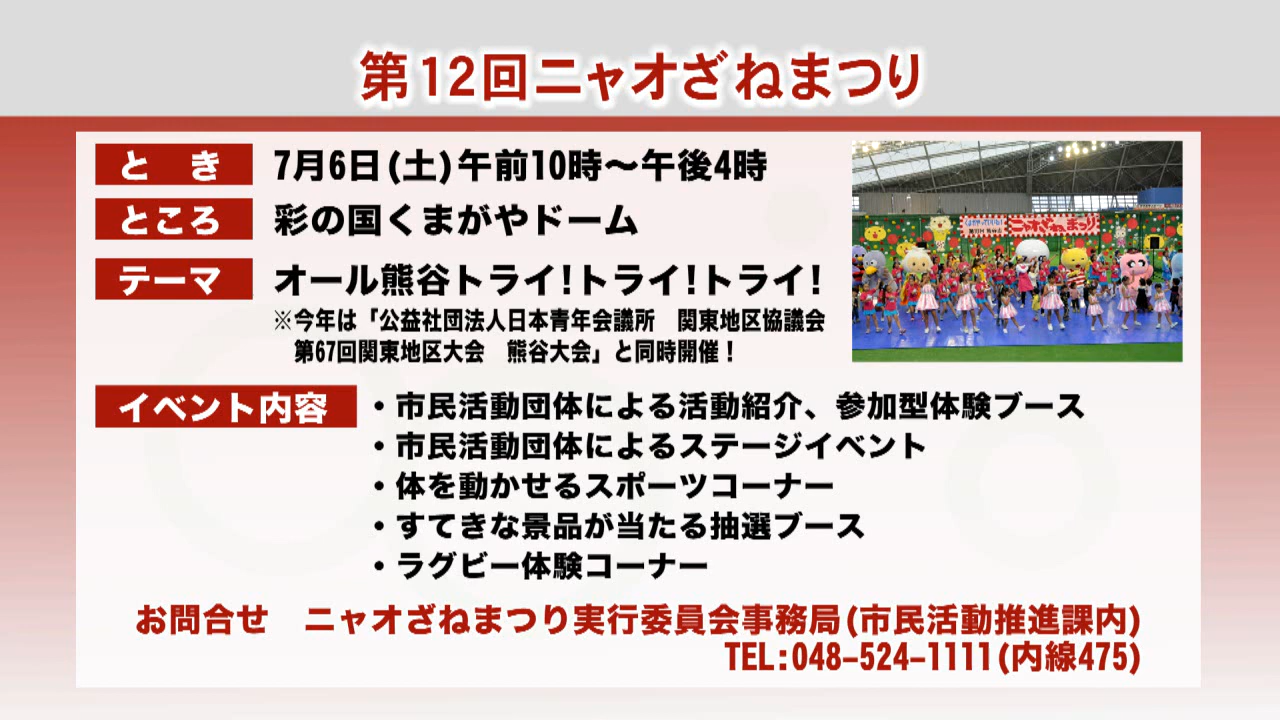 第12回ニャオざねまつり
とき 7月6日(土)午前10時～午後4時
ところ 彩の国くまがやドーム
テーマ オール熊谷トライ!トライ!トライ!
※今年は「公益社団法人日本青年会議所　関東地区協議会
第67回関東地区大会　熊谷大会」と同時開催！
ニャオざねまつり
イベント内容 ・市民活動団体による活動紹介、参加型体験ブース
・市民活動団体によるステージイベント
・体を動かせるスポーツコーナー
・すてきな景品が当たる抽選ブース
・ラグビー体験コーナー
お問合せ　ニャオざねまつり実行委員会事務局(市民活動推進課内)
TEL:048–524–1111(内線475)